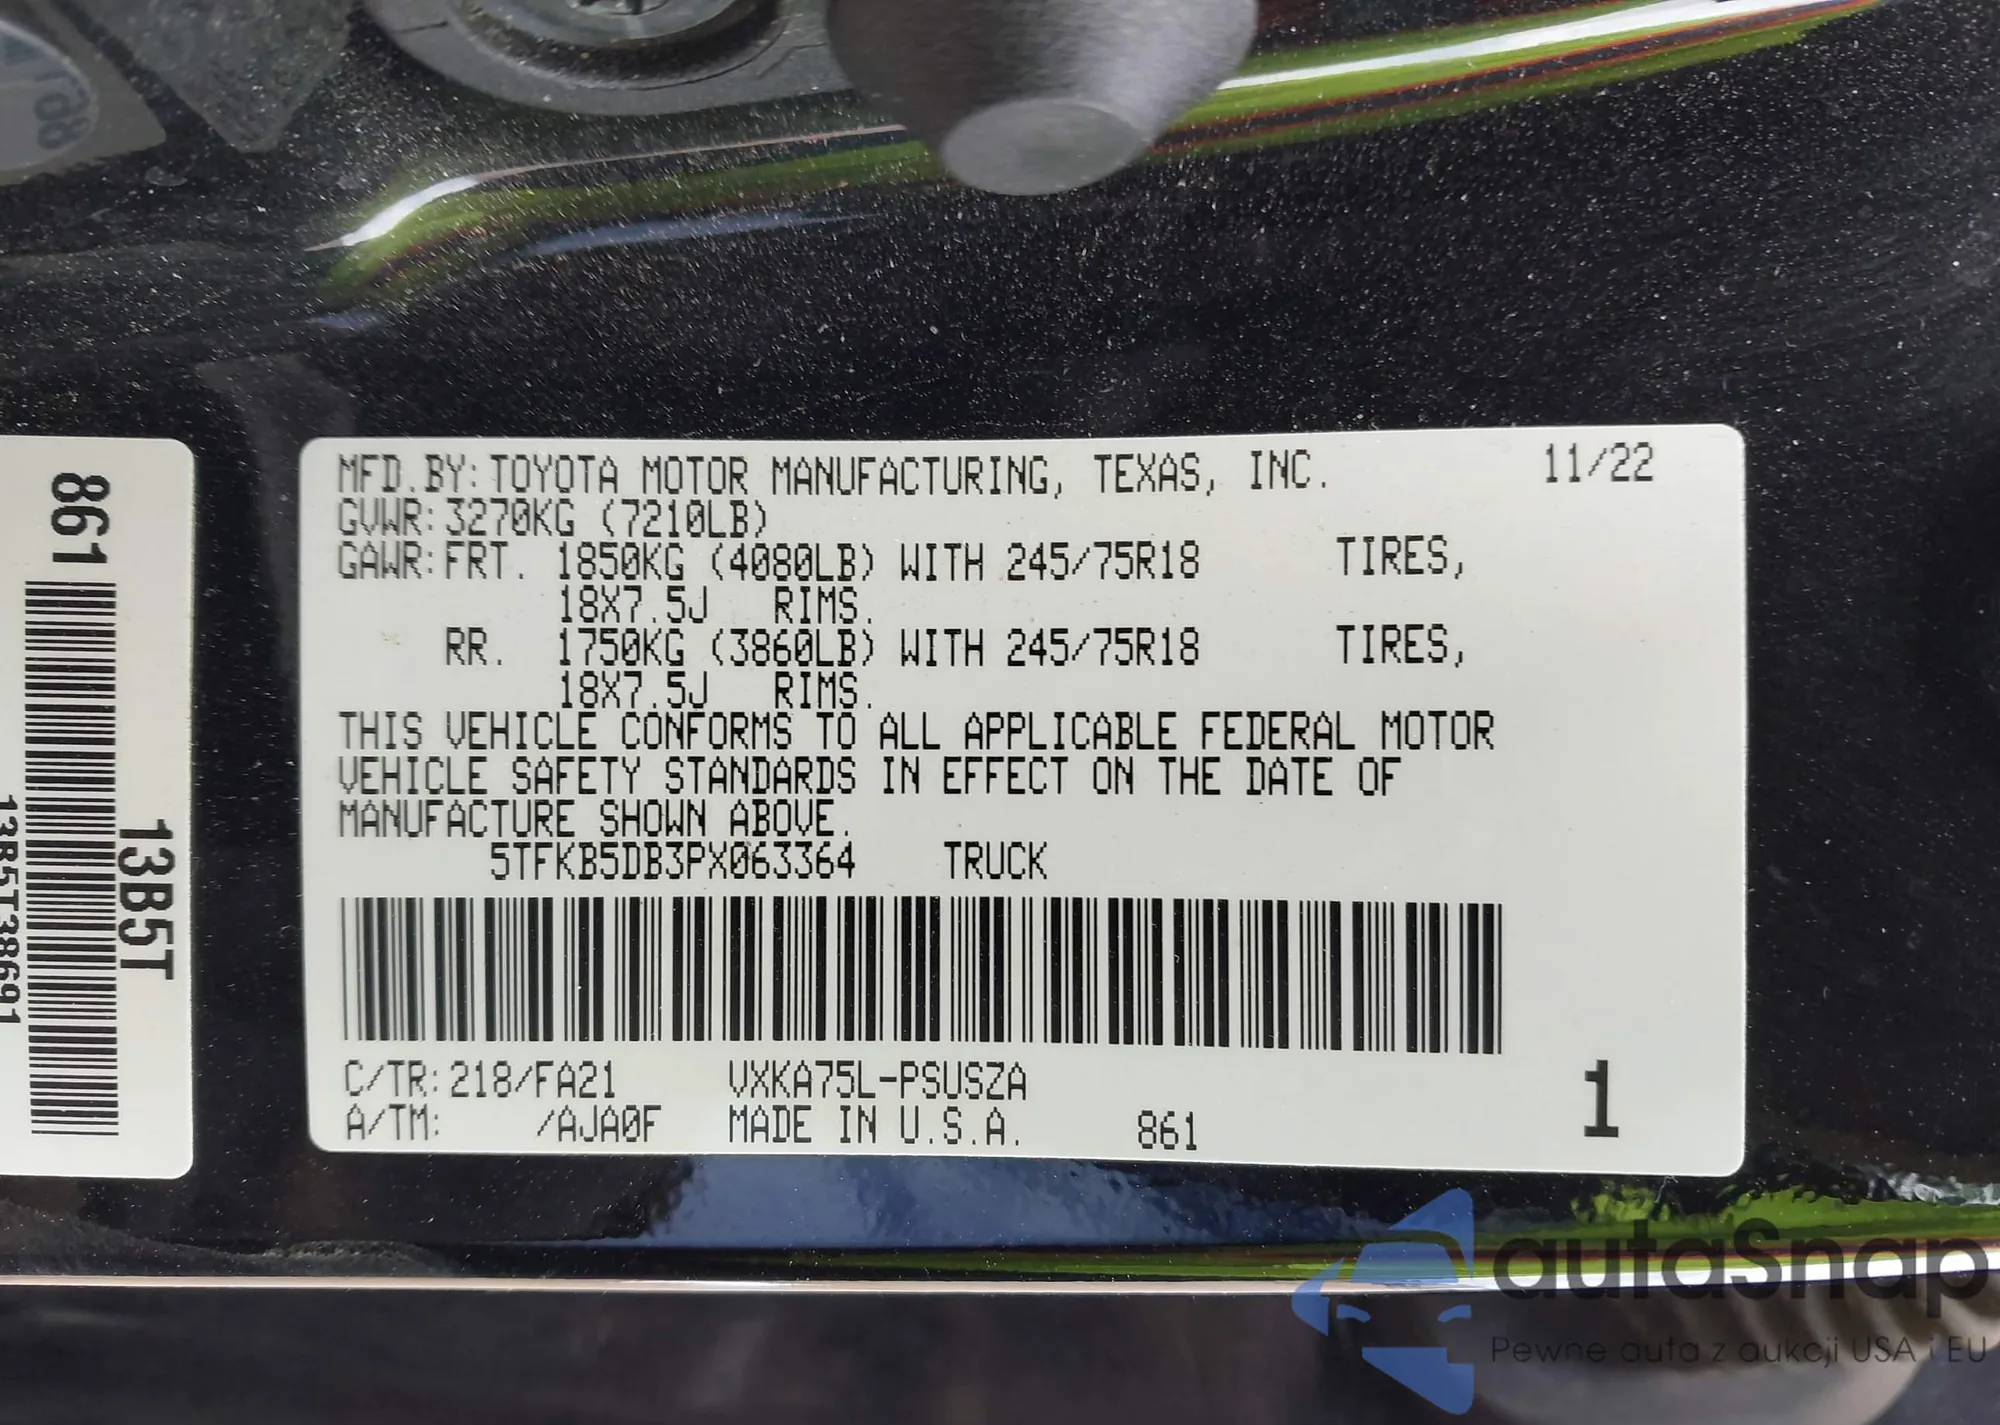 861
13B5T
13B5T38691
MFD.BY:TOYOTA MOTOR MANUFACTURING, TEXAS, INC. 11/22
GVWR:3270KG (7210LB)
GAWR:FRT. 1850KG (4080LB) WITH 245/75R18 TIRES,
18X7.5J RIMS.
RR. 1750KG (3860LB) WITH 245/75R18 TIRES,
18X7.5J RIMS.
THIS VEHICLE CONFORMS TO ALL APPLICABLE FEDERAL MOTOR
VEHICLE SAFETY STANDARDS IN EFFECT ON THE DATE OF
MANUFACTURE SHOWN ABOVE.
5TFKB5DB3PX063364 TRUCK
C/TR:218/FA21 VXKA75L-PSUSZA
A/TM: /AJA0F MADE IN U.S.A. 861
1
autaSnap
Pewne auta z aukcji USA i EU